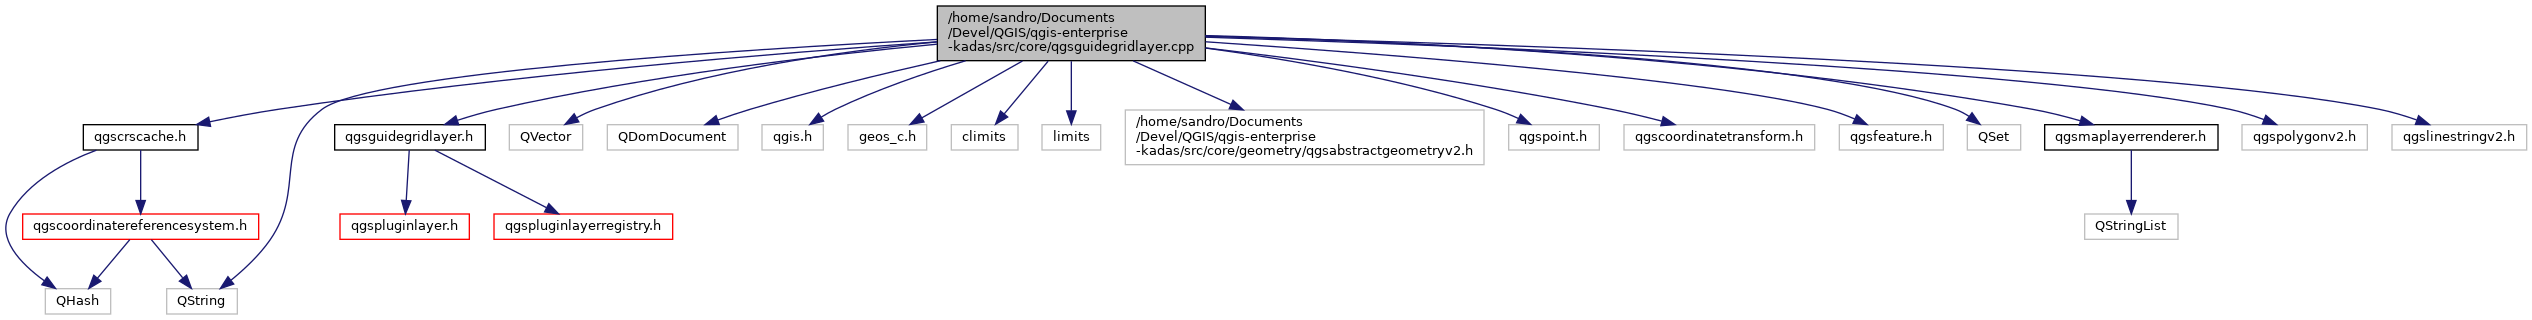 /home/sandro/Documents
/Devel/QGIS/qgis-enterprise
-kadas/src/core/qgsguidegridlayer.cpp
qgscrscache.h
qgsguidegridlayer.h
QVector
QDomDocument
qgis.h
geos_c.h
climits
limits
/home/sandro/Documents
/Devel/QGIS/qgis-enterprise
-kadas/src/core/geometry/qgsabstractgeometryv2.h
qgspoint.h
qgscoordinatetransform.h
qgsfeature.h
QSet
qgsmaplayerrenderer.h
qgspolygonv2.h
qgslinestringv2.h
qgscoordinatereferencesystem.h
qgspluginlayer.h
qgspluginlayerregistry.h
QStringList
QHash
QString